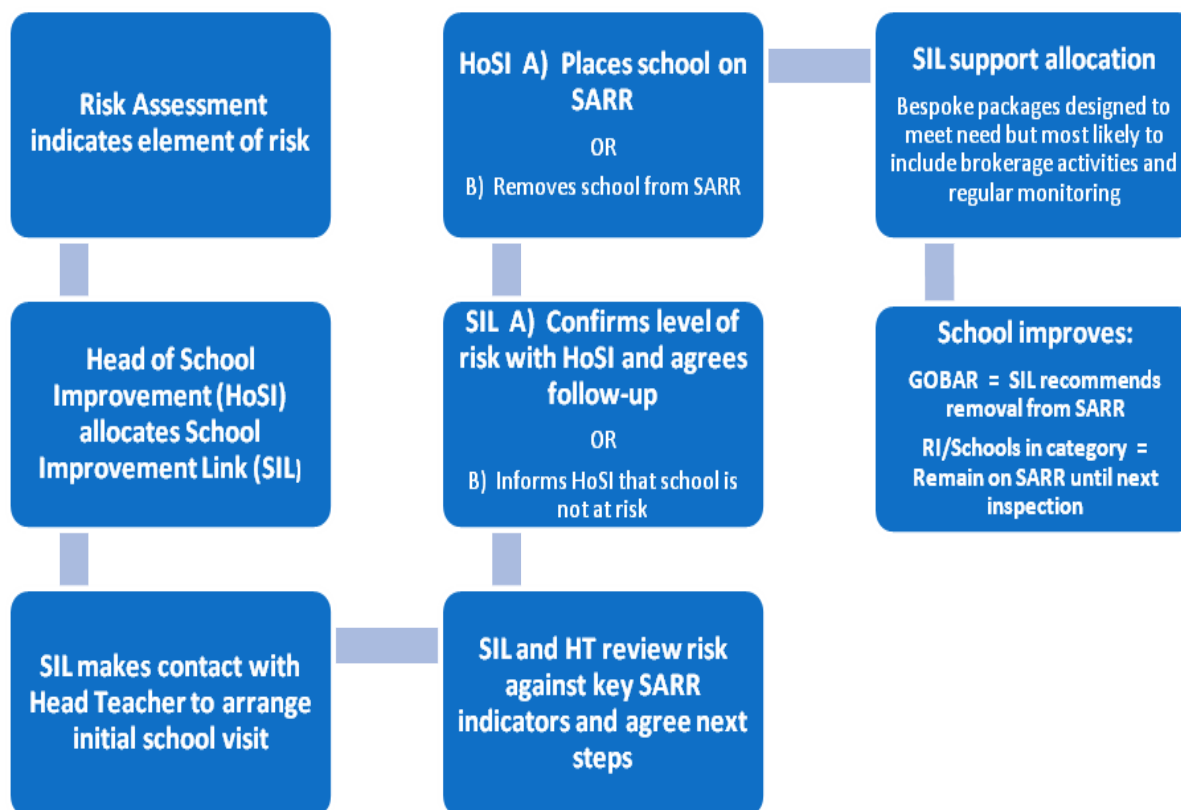 Risk Assessment
indicates element of risk
Head of School
Improvement (HoSI)
allocates School
Improvement Link (SIL)
SIL makes contact with
Head Teacher to arrange
initial school visit
SIL and HT review risk
against key SARR
indicators and agree next
steps
SIL A) Confirms level of
risk with HoSI and agrees
follow-up
OR
B) Informs HoSI that school is
not at risk
HoSI A) Places school on
SARR
OR
B) Removes school from SARR
SIL support allocation
Bespoke packages designed to
meet need but most likely to
include brokerage activities and
regular monitoring
School improves:
GOBAR = SIL recommends
removal from SARR
RI/Schools in category =
Remain on SARR until next
inspection